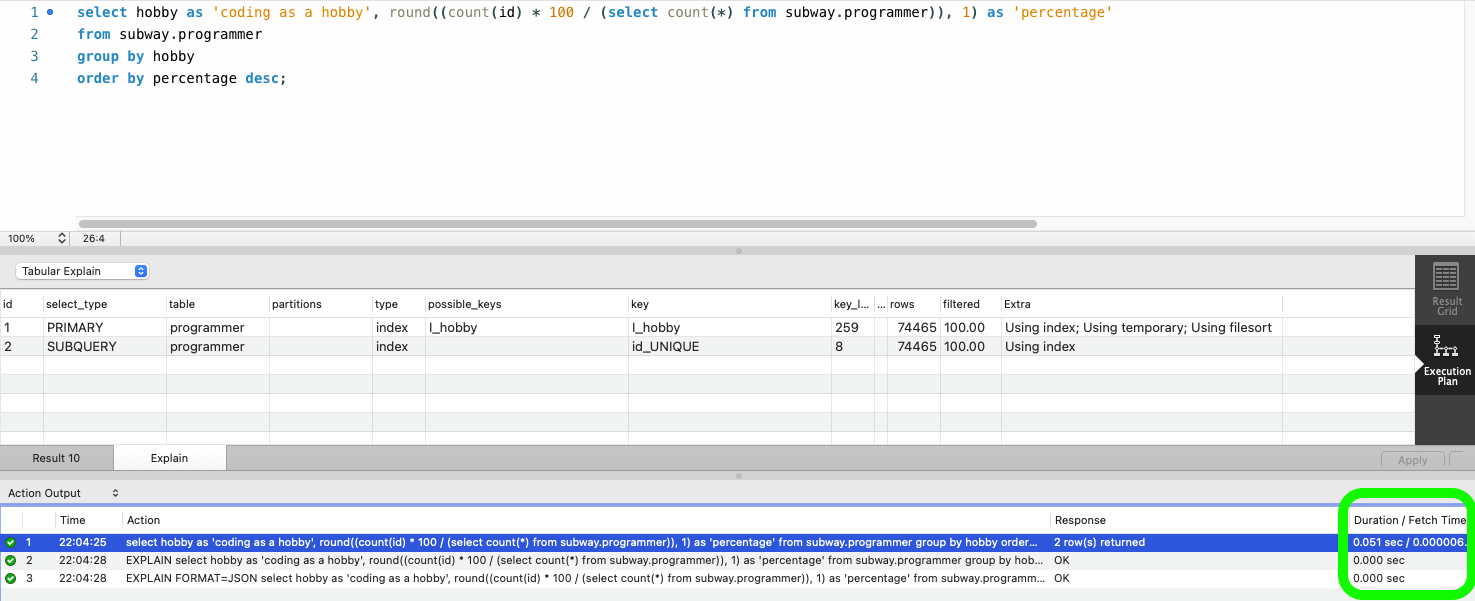 1 select hobby as 'coding as a hobby', round((count(id) * 100 / (select count(*) from subway.programmer)), 1) as 'percentage'
2 from subway.programmer
3 group by hobby
4 order by percentage desc;
100% 26:4
Tabular Explain
id select_type table partitions type possible_keys key key_l... ... rows filtered Extra
1 PRIMARY programmer index I_hobby I_hobby 259 74465 100.00 Using index; Using temporary; Using filesort
2 SUBQUERY programmer index id_UNIQUE 8 74465 100.00 Using index
Result
Grid
Execution
Plan
Result 10 Explain Apply
Action Output
Time Action Response Duration / Fetch Time
1 22:04:25 select hobby as 'coding as a hobby', round((count(id) * 100 / (select count(*) from subway.programmer)), 1) as 'percentage' from subway.programmer group by hobby order... 2 row(s) returned 0.051 sec / 0.000006.
2 22:04:28 EXPLAIN select hobby as 'coding as a hobby', round((count(id) * 100 / (select count(*) from subway.programmer)), 1) as 'percentage' from subway.programmer group by hob... OK 0.000 sec
3 22:04:28 EXPLAIN FORMAT=JSON select hobby as 'coding as a hobby', round((count(id) * 100 / (select count(*) from subway.programmer)), 1) as 'percentage' from subway.programm... OK 0.000 sec